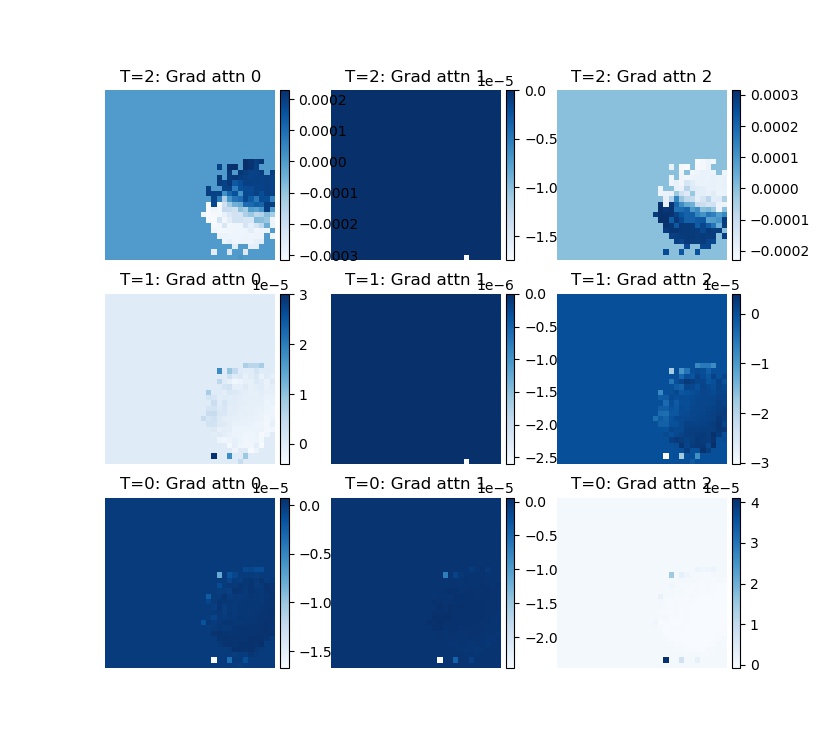 T=2: Grad attn 0
T=2: Grad attn 1
T=2: Grad attn 2
0.0002
0.0001
0.0000
−0.0001
−0.0002
−0.0003
1e−5
0.0
−0.5
−1.0
−1.5
0.0003
0.0002
0.0001
0.0000
−0.0001
−0.0002
T=1: Grad attn 0
T=1: Grad attn 1
T=1: Grad attn 2
1e−5
3
2
1
0
1e−6
0.0
−0.5
−1.0
−1.5
−2.0
−2.5
1e−5
0
−1
−2
−3
T=0: Grad attn 0
T=0: Grad attn 1
T=0: Grad attn 2
1e−5
0.0
−0.5
−1.0
−1.5
1e−5
0.0
−0.5
−1.0
−1.5
−2.0
1e−5
4
3
2
1
0